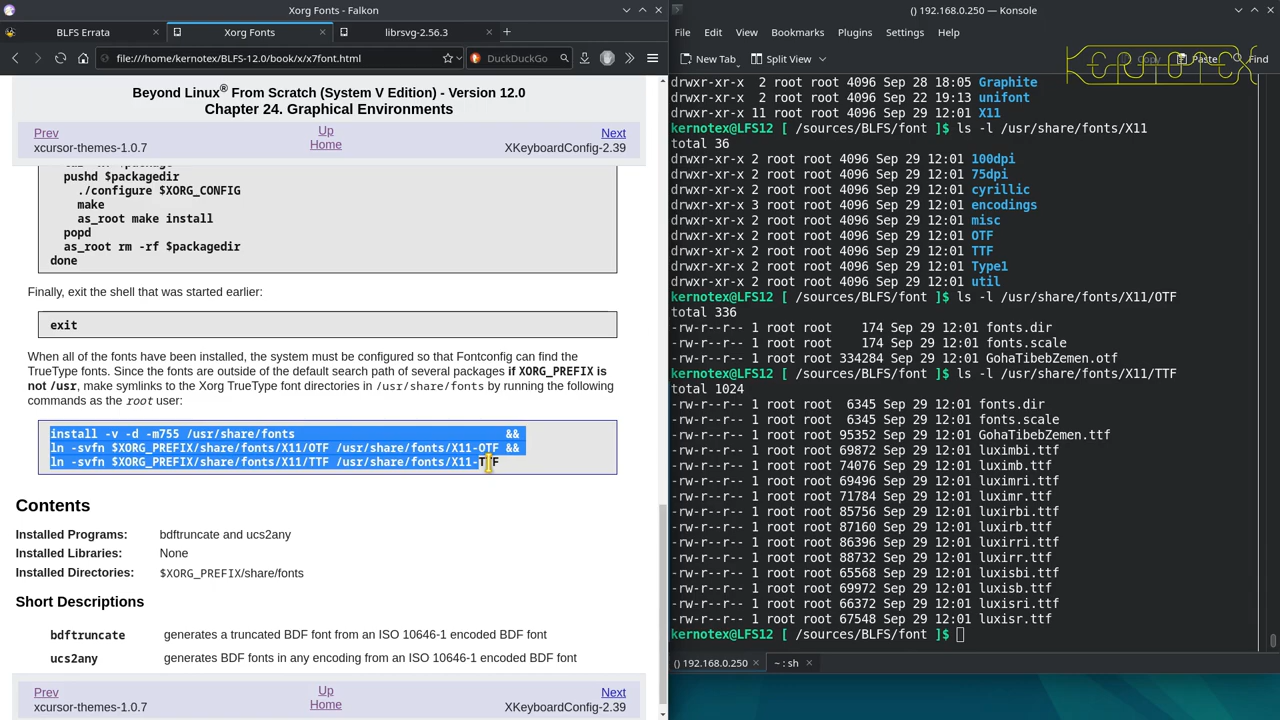 Xorg Fonts – Falkon
BLFS Errata
Xorg Fonts
librsvg-2.56.3
file:///home/kernotex/BLFS-12.0/book/x/x7font.html
DuckDuckGo
Beyond Linux® From Scratch (System V Edition) - Version 12.0
Chapter 24. Graphical Environments
Prev
Up
Next
xcursor-themes-1.0.7
Home
XKeyboardConfig-2.39
pushd $packagedir
./configure $XORG_CONFIG
make
as_root make install
popd
as_root rm -rf $packagedir
done
Finally, exit the shell that was started earlier:
exit
When all of the fonts have been installed, the system must be configured so that Fontconfig can find the
TrueType fonts. Since the fonts are outside of the default search path of several packages if XORG_PREFIX is
not /usr, make symlinks to the Xorg TrueType font directories in /usr/share/fonts by running the following
commands as the root user:
install -v -d -m755 /usr/share/fonts &&
ln -svfn $XORG_PREFIX/share/fonts/X11/OTF /usr/share/fonts/X11-OTF &&
ln -svfn $XORG_PREFIX/share/fonts/X11/TTF /usr/share/fonts/X11-TTF
Contents
Installed Programs: bdftruncate and ucs2any
Installed Libraries: None
Installed Directories: $XORG_PREFIX/share/fonts
Short Descriptions
bdftruncate generates a truncated BDF font from an ISO 10646-1 encoded BDF font
ucs2any generates BDF fonts in any encoding from an ISO 10646-1 encoded BDF font
Prev
Up
Next
xcursor-themes-1.0.7
Home
XKeyboardConfig-2.39
() 192.168.0.250 — Konsole
File Edit View Bookmarks Plugins Settings Help
New Tab Split View Copy Paste Find
KERNOTEX
drwxr-xr-x 2 root root 4096 Sep 28 18:05 Graphite
drwxr-xr-x 2 root root 4096 Sep 22 19:13 unifont
drwxr-xr-x 11 root root 4096 Sep 29 12:01 X11
kernotex@LFS12 [ /sources/BLFS/font ]$ ls -l /usr/share/fonts/X11
total 36
drwxr-xr-x 2 root root 4096 Sep 29 12:01 100dpi
drwxr-xr-x 2 root root 4096 Sep 29 12:01 75dpi
drwxr-xr-x 2 root root 4096 Sep 29 12:01 cyrillic
drwxr-xr-x 3 root root 4096 Sep 29 12:01 encodings
drwxr-xr-x 2 root root 4096 Sep 29 12:01 misc
drwxr-xr-x 2 root root 4096 Sep 29 12:01 OTF
drwxr-xr-x 2 root root 4096 Sep 29 12:01 TTF
drwxr-xr-x 2 root root 4096 Sep 29 12:01 Type1
drwxr-xr-x 2 root root 4096 Sep 29 12:01 util
kernotex@LFS12 [ /sources/BLFS/font ]$ ls -l /usr/share/fonts/X11/OTF
total 336
-rw-r--r-- 1 root root 174 Sep 29 12:01 fonts.dir
-rw-r--r-- 1 root root 174 Sep 29 12:01 fonts.scale
-rw-r--r-- 1 root root 334284 Sep 29 12:01 GohaTibebZemen.otf
kernotex@LFS12 [ /sources/BLFS/font ]$ ls -l /usr/share/fonts/X11/TTF
total 1024
-rw-r--r-- 1 root root 6345 Sep 29 12:01 fonts.dir
-rw-r--r-- 1 root root 6345 Sep 29 12:01 fonts.scale
-rw-r--r-- 1 root root 95352 Sep 29 12:01 GohaTibebZemen.ttf
-rw-r--r-- 1 root root 69872 Sep 29 12:01 luximbi.ttf
-rw-r--r-- 1 root root 74076 Sep 29 12:01 luximb.ttf
-rw-r--r-- 1 root root 69496 Sep 29 12:01 luximri.ttf
-rw-r--r-- 1 root root 71784 Sep 29 12:01 luximr.ttf
-rw-r--r-- 1 root root 85756 Sep 29 12:01 luxirbi.ttf
-rw-r--r-- 1 root root 87160 Sep 29 12:01 luxirb.ttf
-rw-r--r-- 1 root root 86396 Sep 29 12:01 luxirri.ttf
-rw-r--r-- 1 root root 88732 Sep 29 12:01 luxirr.ttf
-rw-r--r-- 1 root root 65568 Sep 29 12:01 luxisbi.ttf
-rw-r--r-- 1 root root 69972 Sep 29 12:01 luxisb.ttf
-rw-r--r-- 1 root root 66372 Sep 29 12:01 luxisri.ttf
-rw-r--r-- 1 root root 67548 Sep 29 12:01 luxisr.ttf
kernotex@LFS12 [ /sources/BLFS/font ]$
() 192.168.0.250
~ : sh